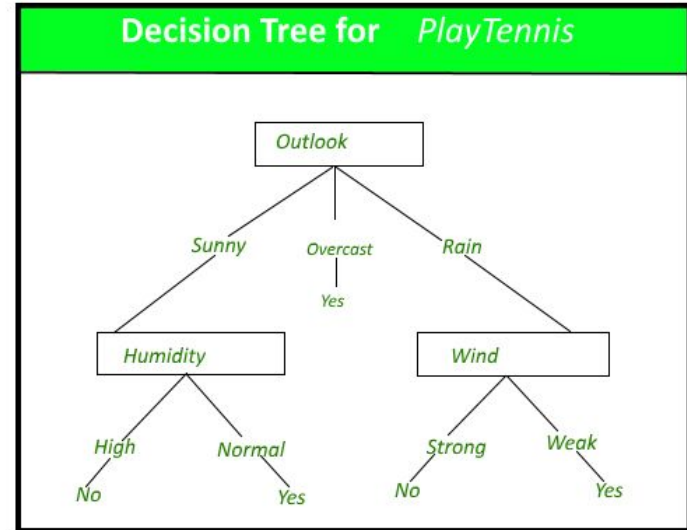 Decision Tree for PlayTennis
Outlook
Sunny
Overcast
Rain
Yes
Humidity
Wind
High
Normal
Strong
Weak
No
Yes
No
Yes